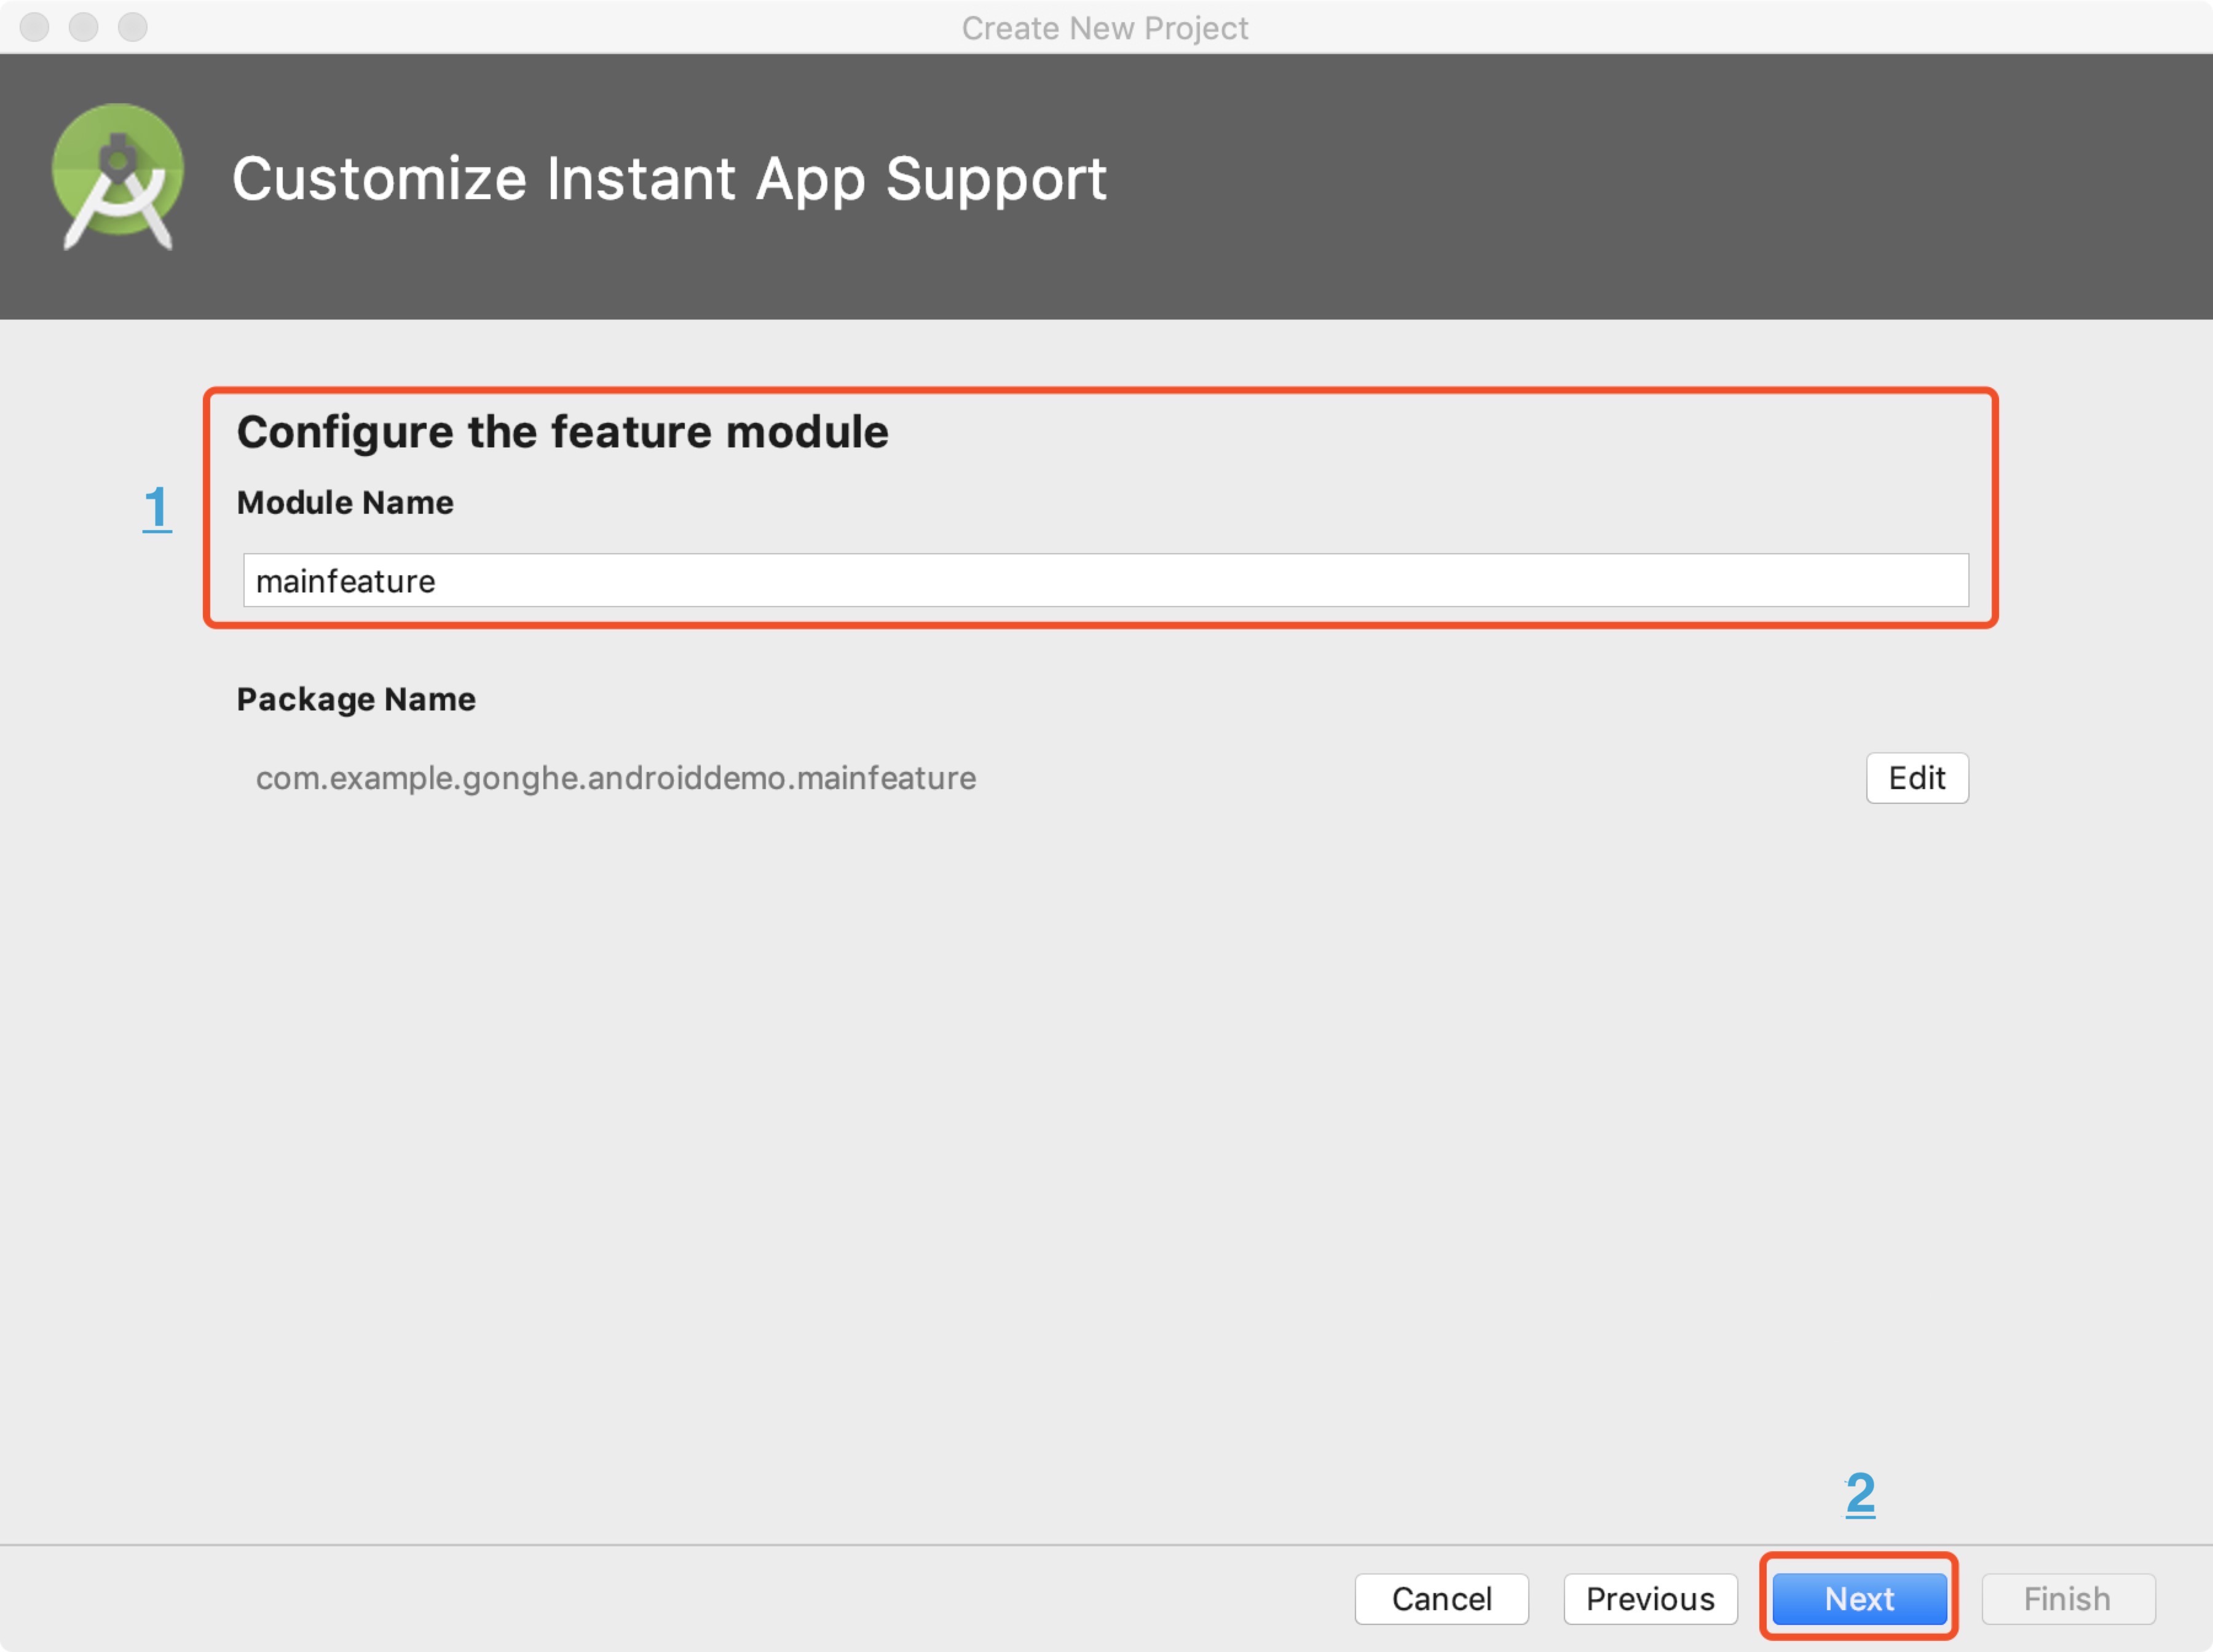 Create New Project
Customize Instant App Support
Configure the feature module
1
Module Name
mainfeature
Package Name
com.example.gonghe.androiddemo.mainfeature
Edit
2
Cancel
Previous
Next
Finish